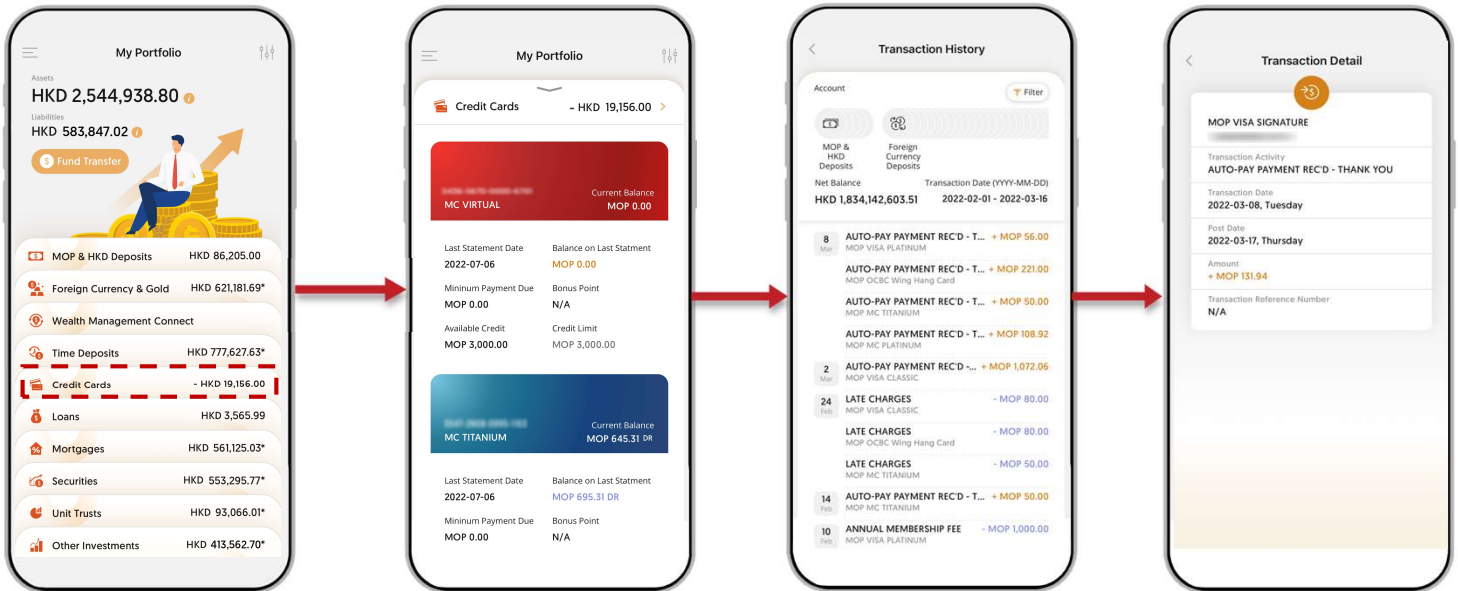 My Portfolio
Assets
HKD 2,544,938.80
Liabilities
HKD 583,847.02
Fund Transfer
MOP & HKD Deposits HKD 86,205.00
Foreign Currency & Gold HKD 621,181.69*
Wealth Management Connect
Time Deposits HKD 777,627.63*
Credit Cards - HKD 19,156.00
Loans HKD 3,565.99
Mortgages HKD 561,125.03*
Securities HKD 553,295.77*
Unit Trusts HKD 93,066.01*
Other Investments HKD 413,562.70*
My Portfolio
Credit Cards - HKD 19,156.00
Current Balance
MC VIRTUAL MOP 0.00
Last Statement Date Balance on Last Statment
2022-07-06 MOP 0.00
Mininum Payment Due Bonus Point
MOP 0.00 N/A
Available Credit Credit Limit
MOP 3,000.00 MOP 3,000.00
Current Balance
MC TITANIUM MOP 645.31 DR
Last Statement Date Balance on Last Statment
2022-07-06 MOP 695.31 DR
Mininum Payment Due Bonus Point
MOP 0.00 N/A
Transaction History
Account Filter
MOP & Foreign
HKD Currency
Deposits Deposits
Net Balance Transaction Date (YYYY-MM-DD)
HKD 1,834,142,603.51 2022-02-01 - 2022-03-16
8 AUTO-PAY PAYMENT REC'D - T... + MOP 56.00
Mar MOP VISA PLATINUM
AUTO-PAY PAYMENT REC'D - T... + MOP 221.00
MOP OCBC Wing Hang Card
AUTO-PAY PAYMENT REC'D - T... + MOP 50.00
MOP MC TITANIUM
AUTO-PAY PAYMENT REC'D - T... + MOP 108.92
MOP MC PLATINUM
2 AUTO-PAY PAYMENT REC'D -... + MOP 1,072.06
Mar MOP VISA CLASSIC
24 LATE CHARGES - MOP 80.00
Feb MOP VISA CLASSIC
LATE CHARGES - MOP 80.00
MOP OCBC Wing Hang Card
LATE CHARGES - MOP 50.00
MOP MC TITANIUM
14 AUTO-PAY PAYMENT REC'D - T... + MOP 50.00
Feb MOP MC TITANIUM
10 ANNUAL MEMBERSHIP FEE - MOP 1,000.00
Feb MOP VISA PLATINUM
Transaction Detail
MOP VISA SIGNATURE
Transaction Activity
AUTO-PAY PAYMENT REC'D - THANK YOU
Transaction Date
2022-03-08, Tuesday
Post Date
2022-03-17, Thursday
Amount
+ MOP 131.94
Transaction Reference Number
N/A